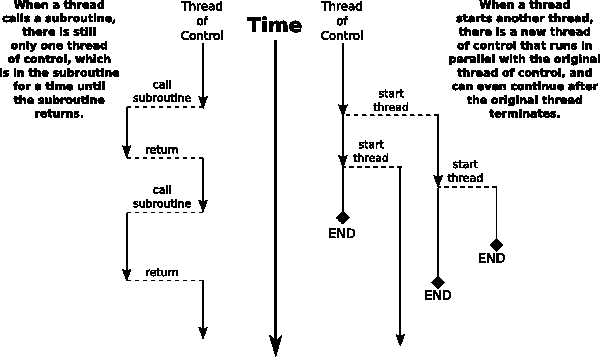 When a thread
calls a subroutine,
there is still
only one thread
of control, which
is in the subroutine
for a time until
the subroutine
returns.
Thread
of
Control
Time
Thread
of
Control
When a thread
starts another thread,
there is a new thread
of control that runs in
parallel with the original
thread of control, and
can even continue after
the original thread
terminates.
call
subroutine
return
call
subroutine
return
start
thread
start
thread
start
thread
END
END
END